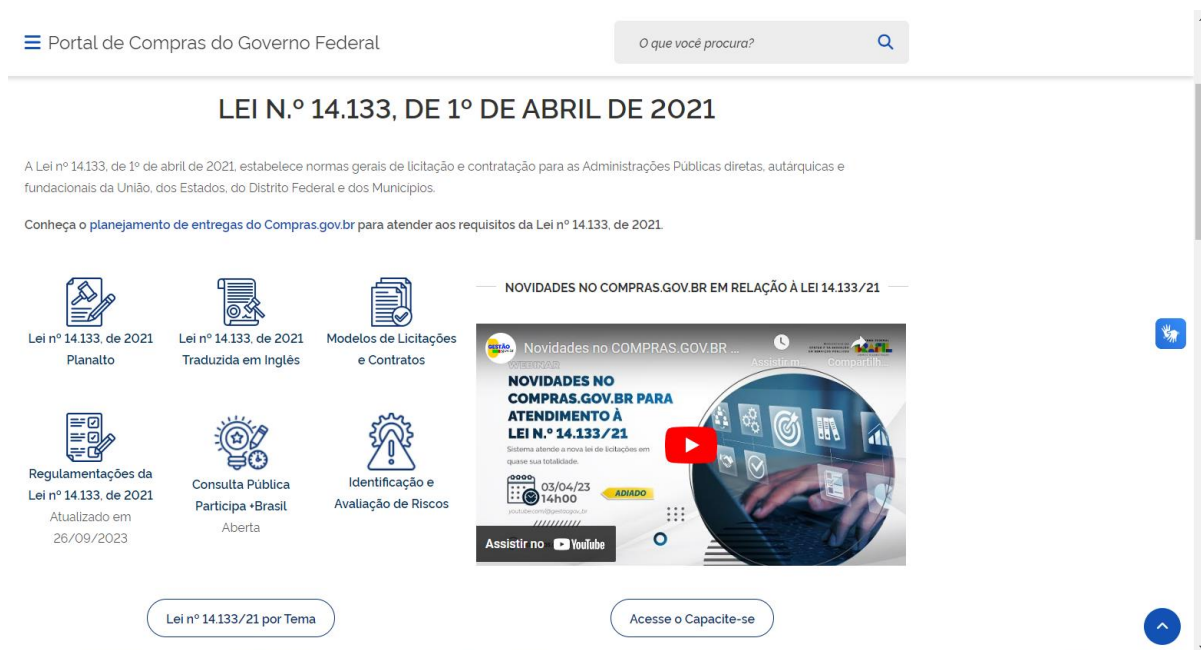 Portal de Compras do Governo Federal
O que você procura?
LEI N.º 14.133, DE 1º DE ABRIL DE 2021
A Lei nº 14.133, de 1º de abril de 2021, estabelece normas gerais de licitação e contratação para as Administrações Públicas diretas, autárquicas e
fundacionais da União, dos Estados, do Distrito Federal e dos Municípios.
Conheça o planejamento de entregas do Compras.gov.br para atender aos requisitos da Lei nº 14.133, de 2021.
Lei nº 14.133, de 2021
Planalto
Lei nº 14.133, de 2021
Traduzida em Inglês
Modelos de Licitações
e Contratos
Regulamentações da
Lei nº 14.133, de 2021
Atualizado em
26/09/2023
Consulta Pública
Participa +Brasil
Aberta
Identificação e
Avaliação de Riscos
NOVIDADES NO COMPRAS.GOV.BR EM RELAÇÃO À LEI 14.133/21
GESTÃO
Novidades no COMPRAS.GOV.BR ...
Assistir m...
Compartilh...
WEBINAR
NOVIDADES NO
COMPRAS.GOV.BR PARA
ATENDIMENTO À
LEI N.º 14.133/21
Sistema atende a nova lei de licitações em
quase sua totalidade.
03/04/23
14h00
ADIADO
Assistir no YouTube
Lei nº 14.133/21 por Tema
Acesse o Capacite-se